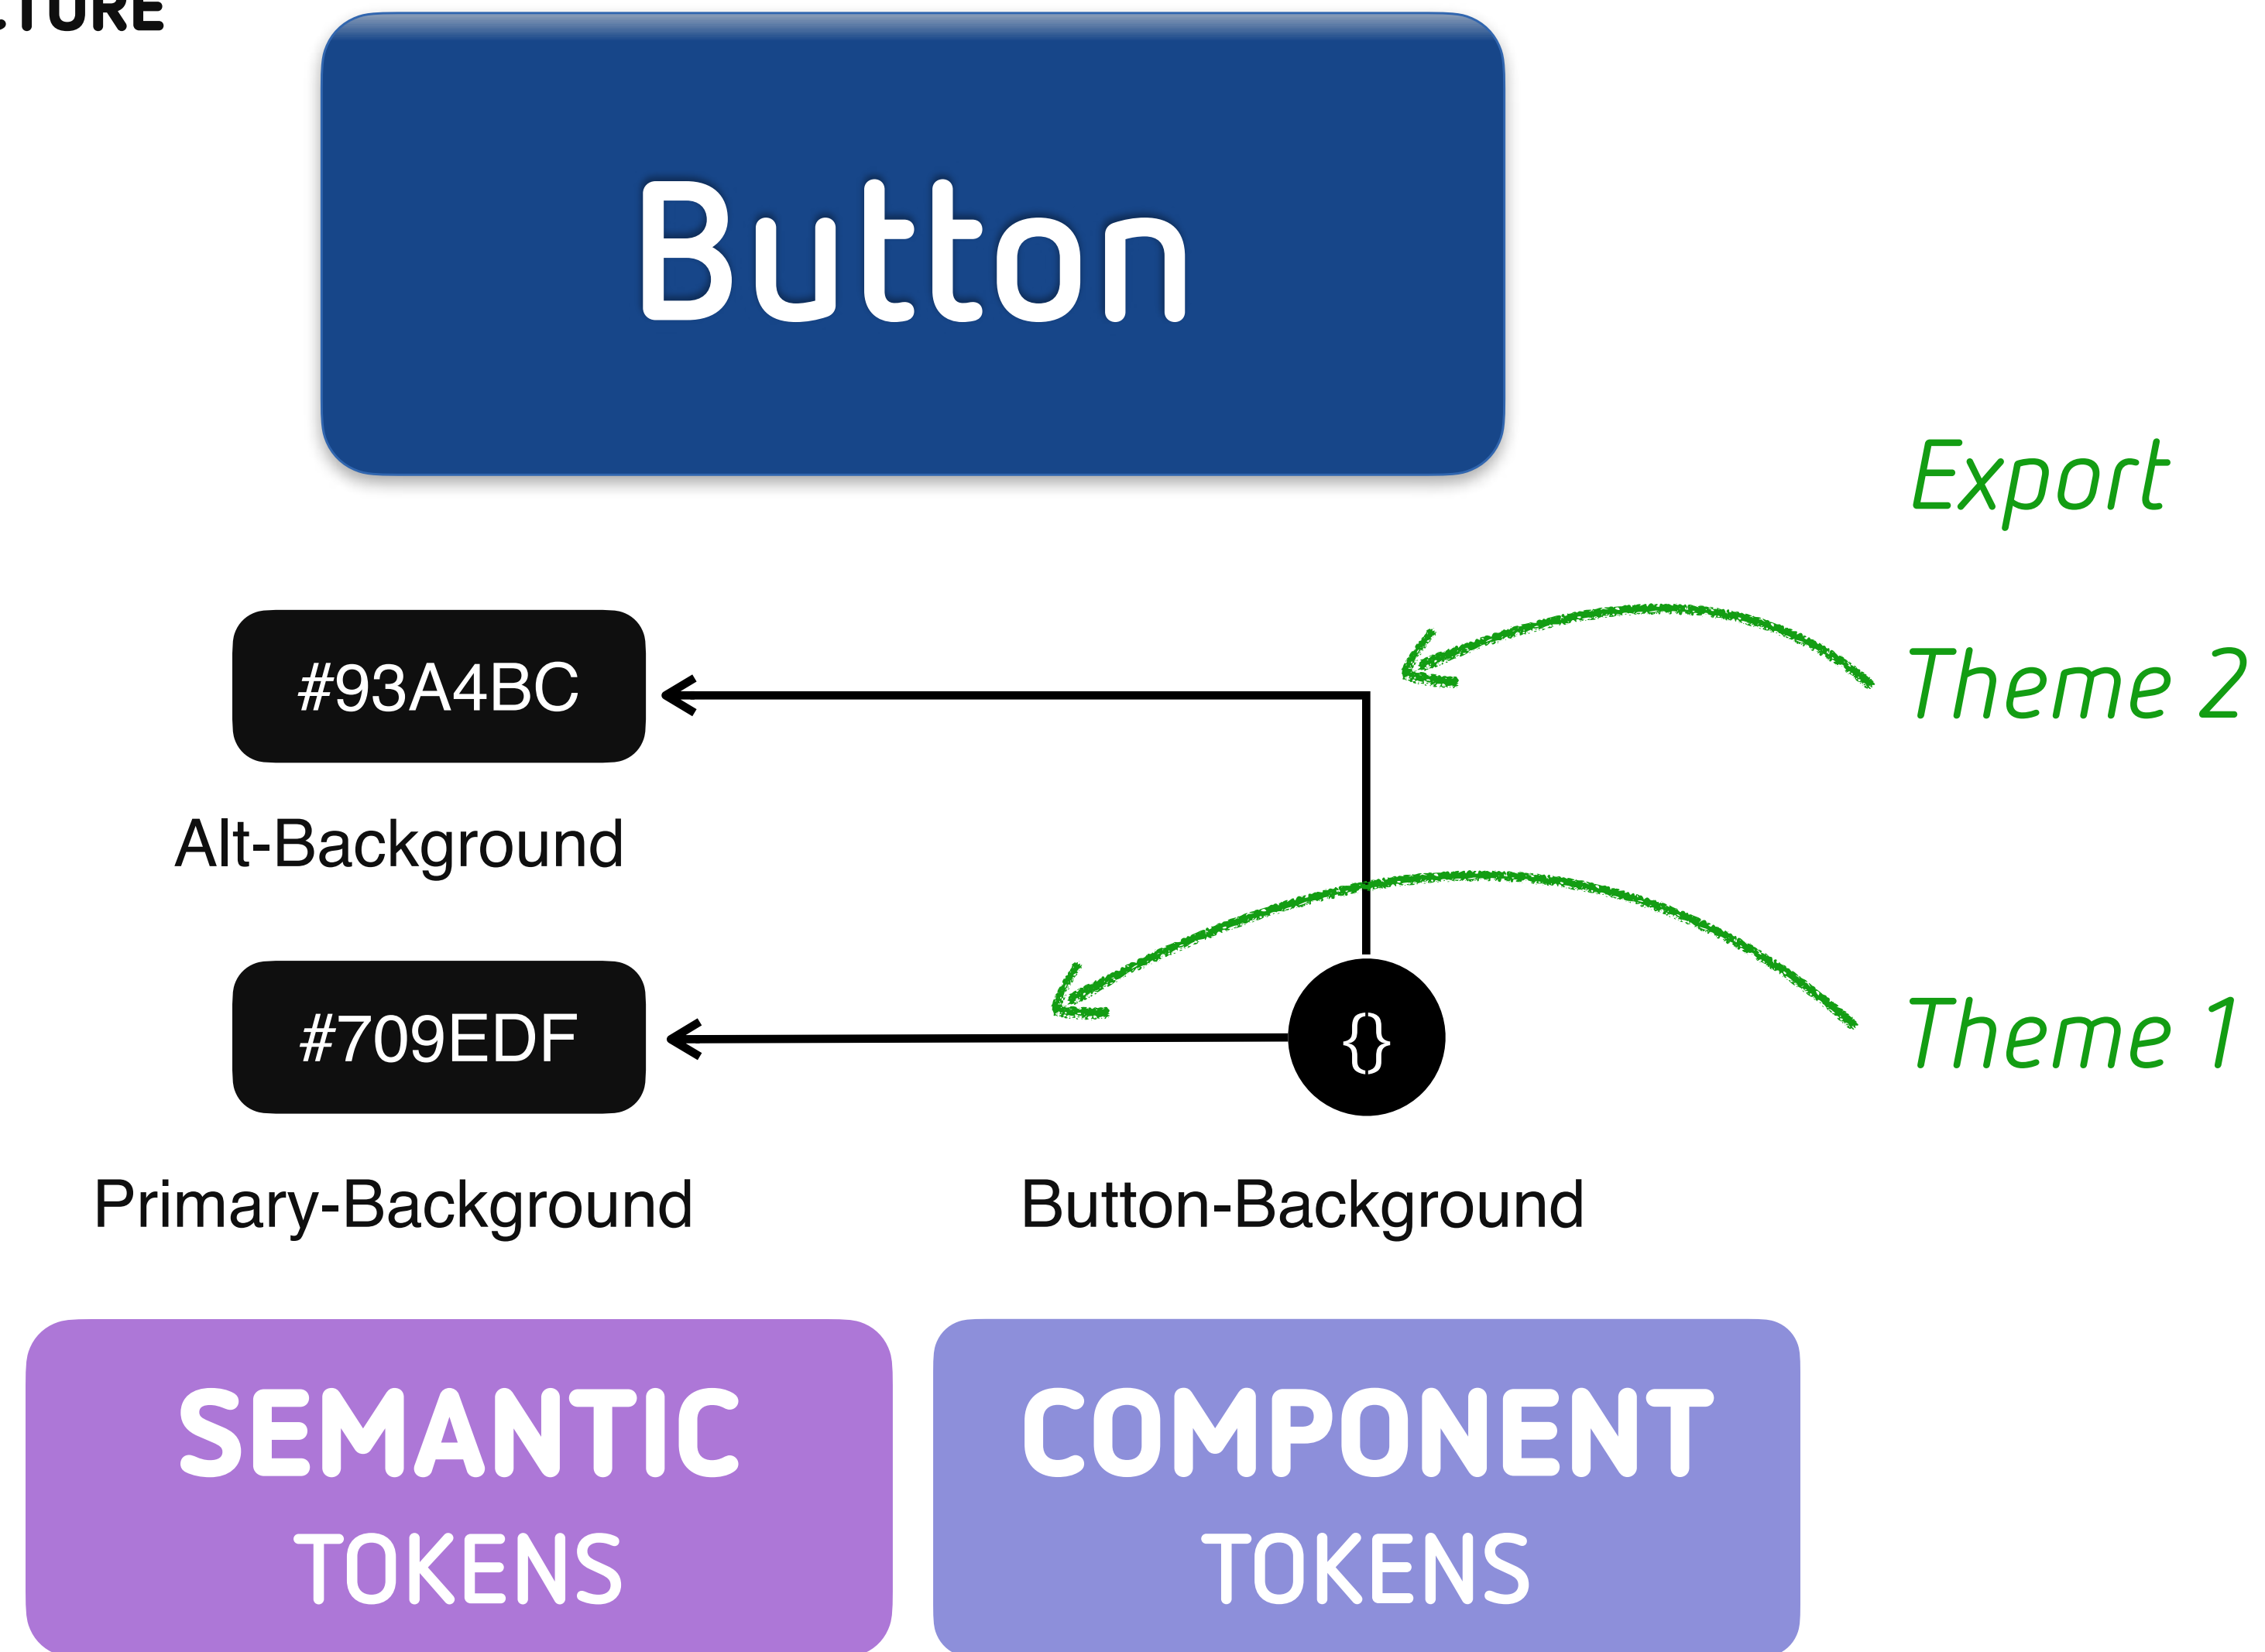 Button
Export
#93A4BC
Theme 2
Alt-Background
#709EDF
{}
Theme 1
Primary-Background
Button-Background
SEMANTIC
TOKENS
COMPONENT
TOKENS